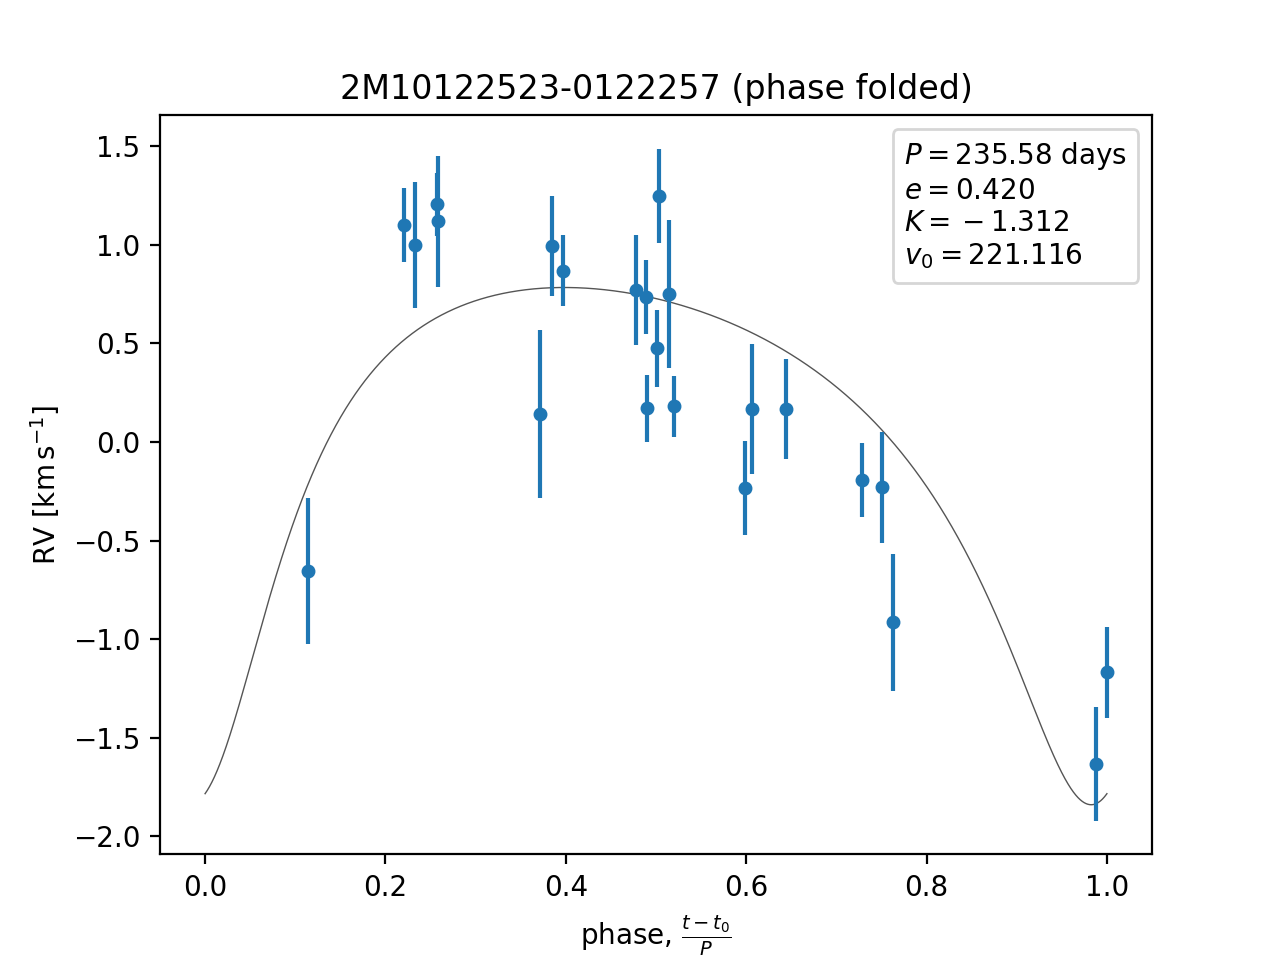 2M10122523-0122257 (phase folded)
P = 235.58 days
e = 0.420
K = −1.312
v₀ = 221.116
1.5
1.0
0.5
0.0
−0.5
−1.0
−1.5
−2.0
RV [km s⁻¹]
0.0 0.2 0.4 0.6 0.8 1.0
phase, (t − t₀)/P